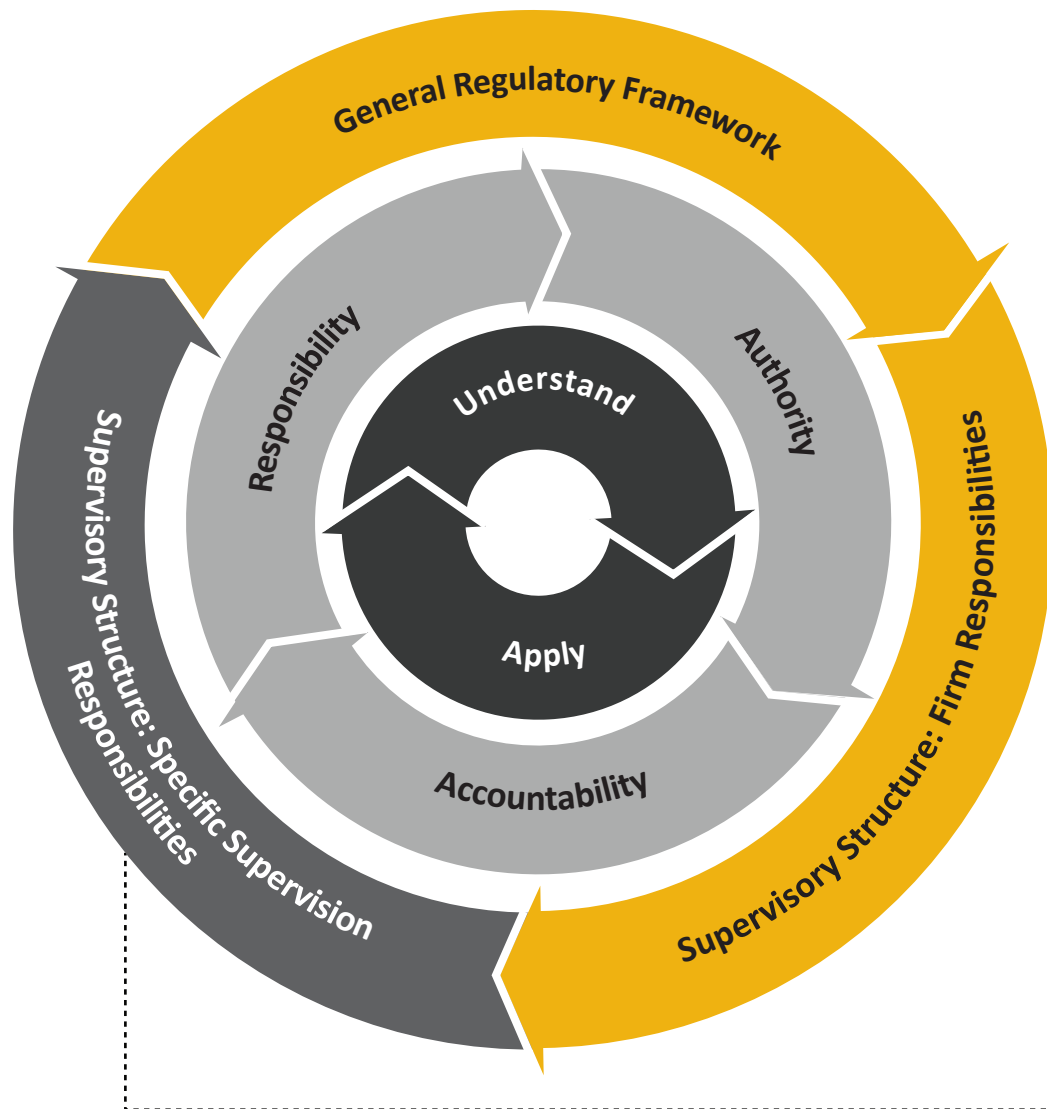 General Regulatory Framework
Responsibility
Authority
Understand
Apply
Accountability
Supervisory Structure: Firm Responsibilities
Supervisory Structure: Specific Supervision
Responsibilities